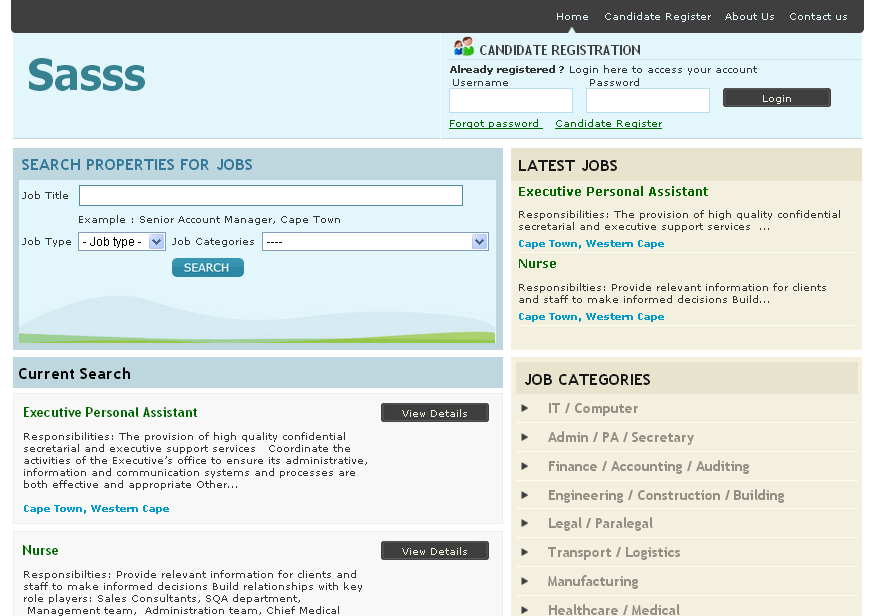 Home Candidate Register About Us Contact us
Sasss
CANDIDATE REGISTRATION
Already registered ? Login here to access your account
Username Password
Login
Forgot password Candidate Register
SEARCH PROPERTIES FOR JOBS
Job Title
Example : Senior Account Manager, Cape Town
Job Type - Job type - Job Categories ----
SEARCH
LATEST JOBS
Executive Personal Assistant
Responsibilities: The provision of high quality confidential
secretarial and executive support services ...
Cape Town, Western Cape
Nurse
Responsibilties: Provide relevant information for clients
and staff to make informed decisions Build...
Cape Town, Western Cape
Current Search
Executive Personal Assistant
View Details
Responsibilities: The provision of high quality confidential
secretarial and executive support services Coordinate the
activities of the Executive's office to ensure its administrative,
information and communication systems and processes are
both effective and appropriate Other...
Cape Town, Western Cape
Nurse
View Details
Responsibilties: Provide relevant information for clients and
staff to make informed decisions Build relationships with key
role players: Sales Consultants, SQA department,
Management team, Administration team, Chief Medical
JOB CATEGORIES
IT / Computer
Admin / PA / Secretary
Finance / Accounting / Auditing
Engineering / Construction / Building
Legal / Paralegal
Transport / Logistics
Manufacturing
Healthcare / Medical